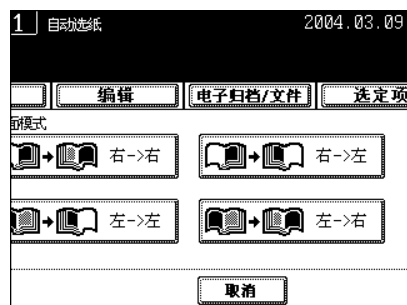 1 自动选纸 2004.03.09
编辑 电子归档/文件 选定项
面模式
右->右 右->左
左->左 左->右
取消